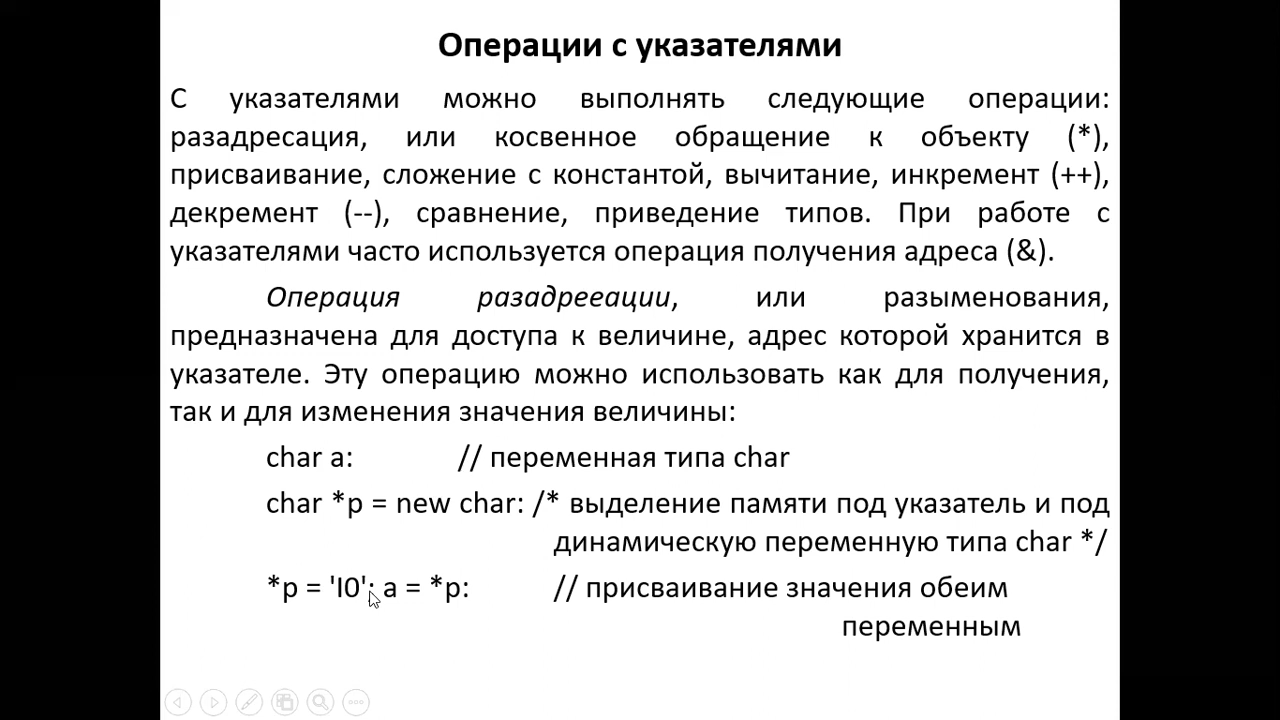 Операции с указателями
С указателями можно выполнять следующие операции:
разадресация, или косвенное обращение к объекту (*),
присваивание, сложение с константой, вычитание, инкремент (++),
декремент (--), сравнение, приведение типов. При работе с
указателями часто используется операция получения адреса (&).
Операция разадрееации, или разыменования,
предназначена для доступа к величине, адрес которой хранится в
указателе. Эту операцию можно использовать как для получения,
так и для изменения значения величины:
char a: // переменная типа char
char *p = new char: /* выделение памяти под указатель и под
динамическую переменную типа char */
*p = 'I0'; a = *p: // присваивание значения обеим
переменным